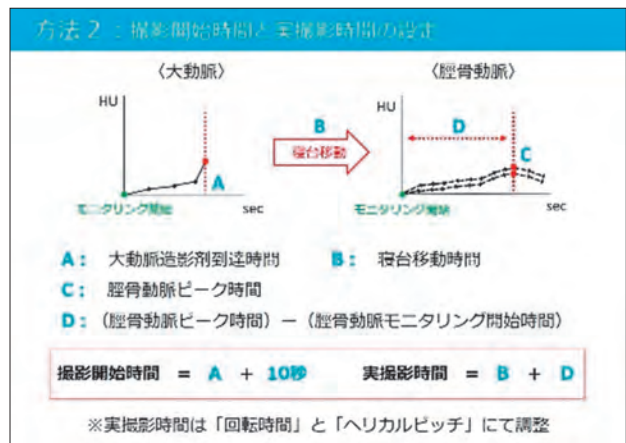 方法2：撮影開始時間と実撮影時間の設定
〈大動脈〉
〈脛骨動脈〉
HU
HU
B
D
寝台移動
C
A
モニタリング開始
sec
モニタリング開始
sec
A： 大動脈造影剤到達時間
B： 寝台移動時間
C： 脛骨動脈ピーク時間
D：（脛骨動脈ピーク時間）－（脛骨動脈モニタリング開始時間）
撮影開始時間 ＝ A ＋ 10秒
実撮影時間 ＝ B ＋ D
※実撮影時間は「回転時間」と「ヘリカルピッチ」にて調整